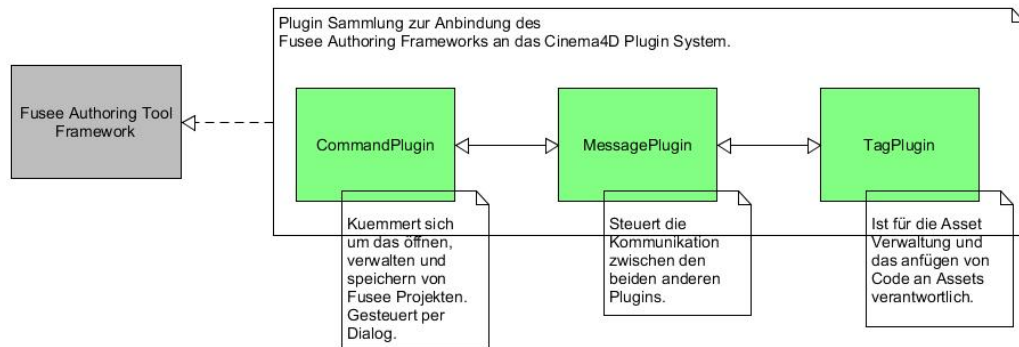 Plugin Sammlung zur Anbindung des
Fusee Authoring Frameworks an das Cinema4D Plugin System.
Fusee Authoring Tool
Framework
CommandPlugin
MessagePlugin
TagPlugin
Kuemmert sich
um das öffnen,
verwalten und
speichern von
Fusee Projekten.
Gesteuert per
Dialog.
Steuert die
Kommunikation
zwischen den
beiden anderen
Plugins.
Ist für die Asset
Verwaltung und
das anfügen von
Code an Assets
verantwortlich.